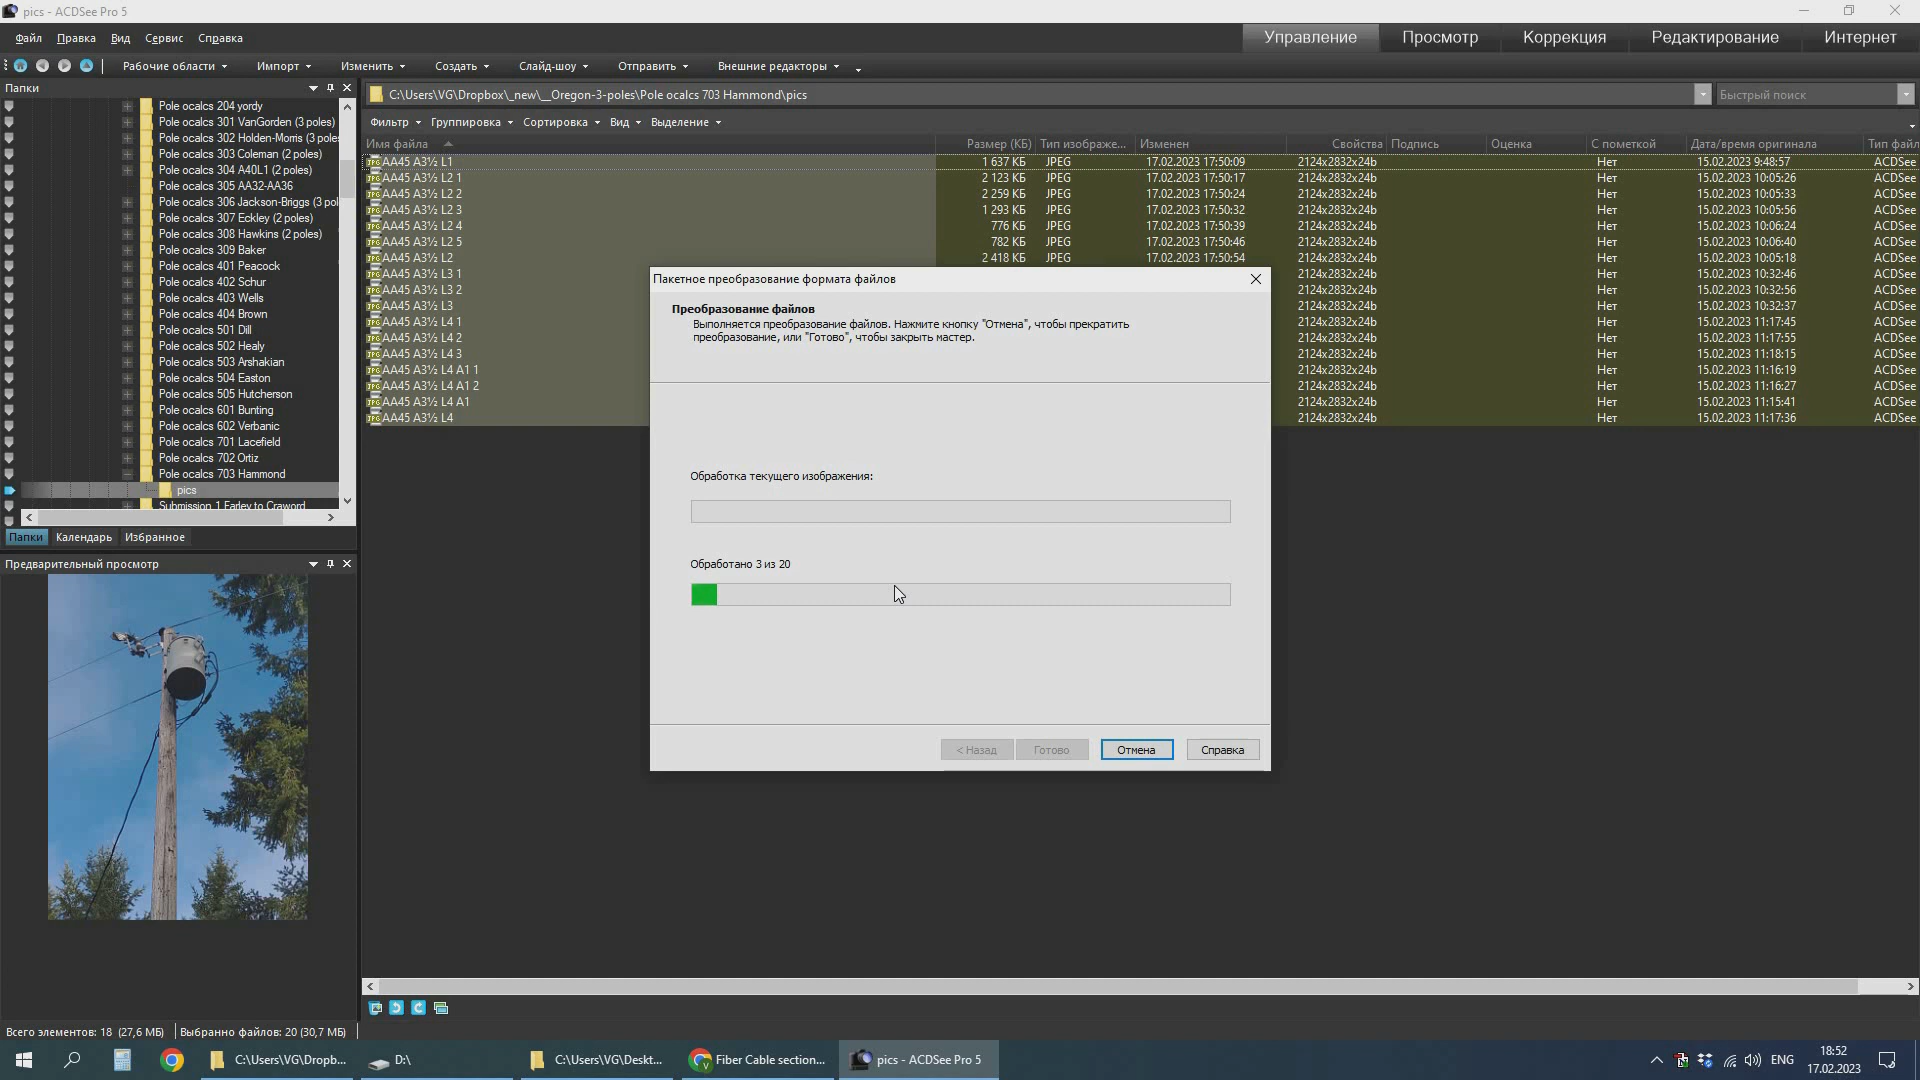 pics - ACDSee Pro 5
Файл Правка Вид Сервис Справка
Управление Просмотр Коррекция Редактирование Интернет
Рабочие области Импорт Изменить Создать Слайд-шоу Отправить Внешние редакторы
Папки
C:\Users\VG\Dropbox\_new\__Oregon-3-poles\Pole ocalcs 703 Hammond\pics
Быстрый поиск
Фильтр Группировка Сортировка Вид Выделение
Имя файла Размер (КБ) Тип изображе... Изменен Свойства Подпись Оценка С пометкой Дата/время оригинала Тип файл
Pole ocalcs 204 yordy
Pole ocalcs 301 VanGorden (3 poles)
Pole ocalcs 302 Holden-Morris (3 poles
Pole ocalcs 303 Coleman (2 poles)
Pole ocalcs 304 A40L1 (2 poles)
Pole ocalcs 305 AA32-AA36
Pole ocalcs 306 Jackson-Briggs (3 pol
Pole ocalcs 307 Eckley (2 poles)
Pole ocalcs 308 Hawkins (2 poles)
Pole ocalcs 309 Baker
Pole ocalcs 401 Peacock
Pole ocalcs 402 Schur
Pole ocalcs 403 Wells
Pole ocalcs 404 Brown
Pole ocalcs 501 Dill
Pole ocalcs 502 Healy
Pole ocalcs 503 Arshakian
Pole ocalcs 504 Easton
Pole ocalcs 505 Hutcherson
Pole ocalcs 601 Bunting
Pole ocalcs 602 Verbanic
Pole ocalcs 701 Lacefield
Pole ocalcs 702 Ortiz
Pole ocalcs 703 Hammond
pics
Submission 1 Farley to Craword
Папки Календарь Избранное
Предварительный просмотр
AA45 A3½ L1 1 637 КБ JPEG 17.02.2023 17:50:09 2124x2832x24b Нет 15.02.2023 9:48:57 ACDSee
AA45 A3½ L2 1 2 123 КБ JPEG 17.02.2023 17:50:17 2124x2832x24b Нет 15.02.2023 10:05:26 ACDSee
AA45 A3½ L2 2 2 259 КБ JPEG 17.02.2023 17:50:24 2124x2832x24b Нет 15.02.2023 10:05:33 ACDSee
AA45 A3½ L2 3 1 293 КБ JPEG 17.02.2023 17:50:32 2124x2832x24b Нет 15.02.2023 10:05:56 ACDSee
AA45 A3½ L2 4 776 КБ JPEG 17.02.2023 17:50:39 2124x2832x24b Нет 15.02.2023 10:06:24 ACDSee
AA45 A3½ L2 5 782 КБ JPEG 17.02.2023 17:50:46 2124x2832x24b Нет 15.02.2023 10:06:40 ACDSee
AA45 A3½ L2 2 418 КБ JPEG 17.02.2023 17:50:54 2124x2832x24b Нет 15.02.2023 10:05:18 ACDSee
AA45 A3½ L3 1 2124x2832x24b Нет 15.02.2023 10:32:46 ACDSee
AA45 A3½ L3 2 2124x2832x24b Нет 15.02.2023 10:32:56 ACDSee
AA45 A3½ L3 2124x2832x24b Нет 15.02.2023 10:32:37 ACDSee
AA45 A3½ L4 1 2124x2832x24b Нет 15.02.2023 11:17:45 ACDSee
AA45 A3½ L4 2 2124x2832x24b Нет 15.02.2023 11:17:55 ACDSee
AA45 A3½ L4 3 2124x2832x24b Нет 15.02.2023 11:18:15 ACDSee
AA45 A3½ L4 A1 1 2124x2832x24b Нет 15.02.2023 11:16:19 ACDSee
AA45 A3½ L4 A1 2 2124x2832x24b Нет 15.02.2023 11:16:27 ACDSee
AA45 A3½ L4 A1 2124x2832x24b Нет 15.02.2023 11:15:41 ACDSee
AA45 A3½ L4 2124x2832x24b Нет 15.02.2023 11:17:36 ACDSee
Пакетное преобразование формата файлов
Преобразование файлов
Выполняется преобразование файлов. Нажмите кнопку "Отмена", чтобы прекратить
преобразование, или "Готово", чтобы закрыть мастер.
Обработка текущего изображения:
Обработано 3 из 20
< Назад Готово Отмена Справка
Всего элементов: 18 (27,6 МБ) Выбранно файлов: 20 (30,7 МБ)
C:\Users\VG\Dropb... D:\ C:\Users\VG\Deskt... Fiber Cable section... pics - ACDSee Pro 5
ENG
18:52
17.02.2023